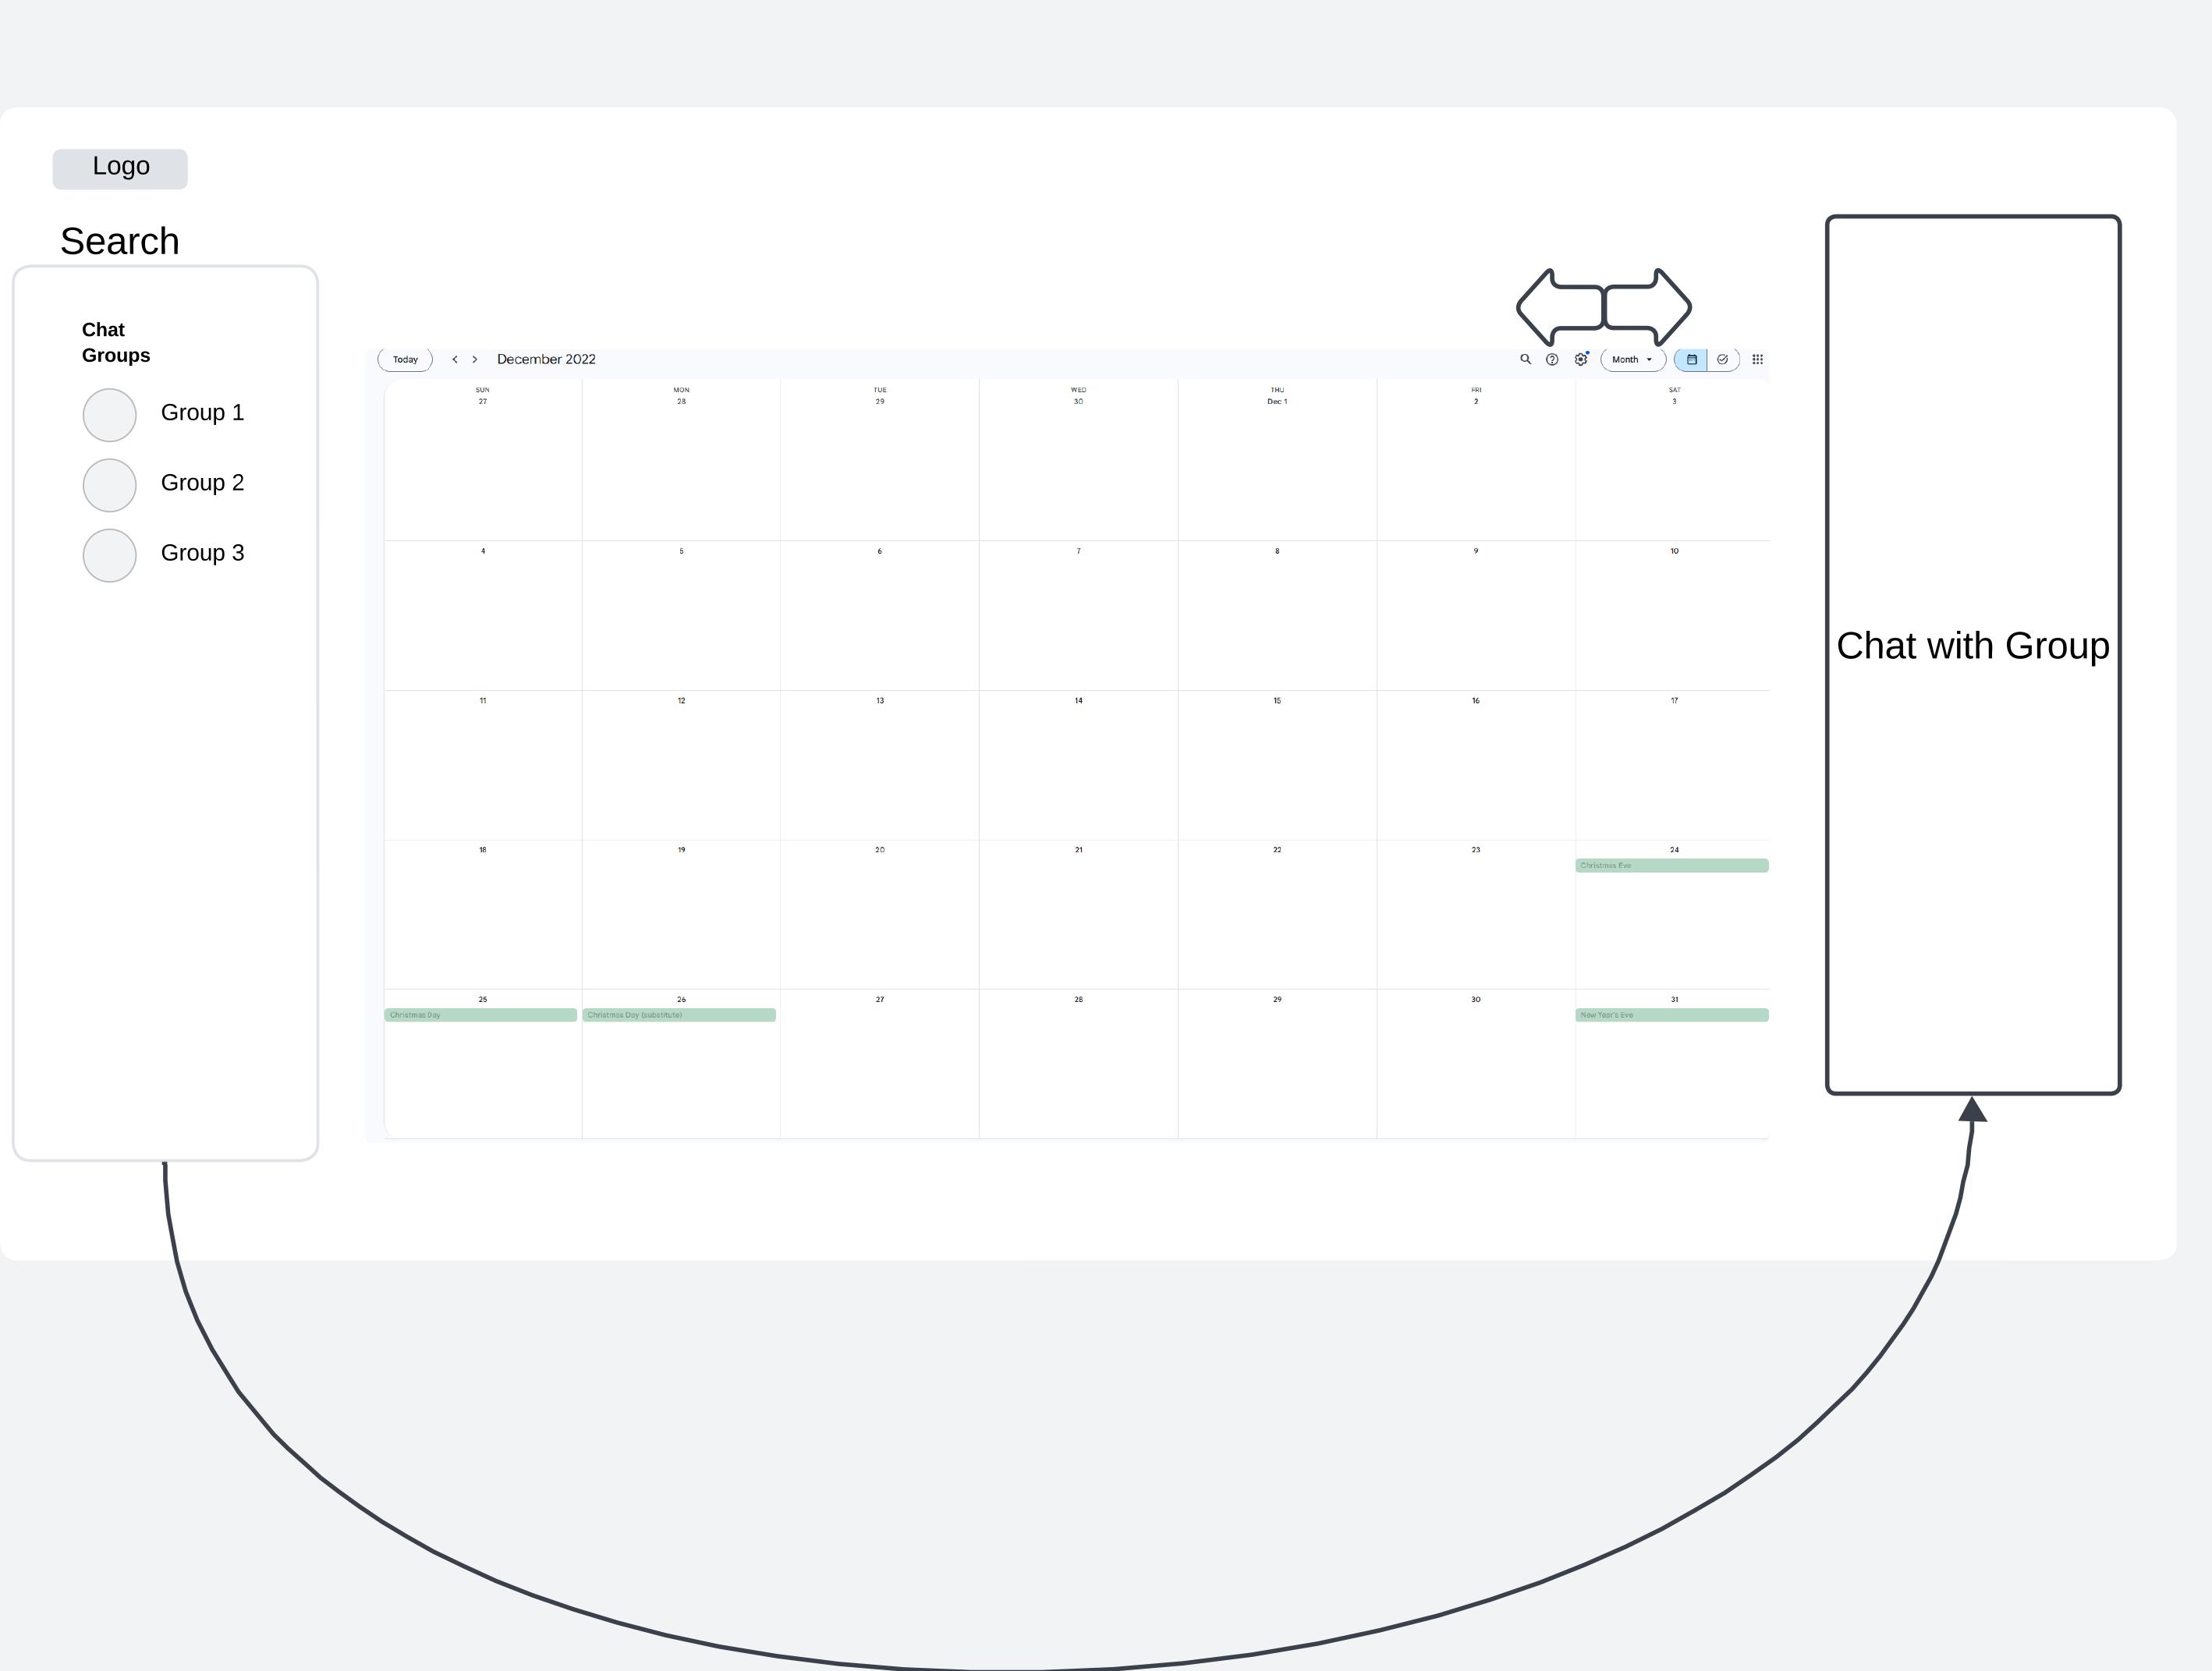 Logo
Search
Chat
Groups
Group 1
Group 2
Group 3
Today
December 2022
Month
SUN MON TUE WED THU FRI SAT
27 28 29 30 Dec 1 2 3
4 5 6 7 8 9 10
11 12 13 14 15 16 17
18 19 20 21 22 23 24
Christmas Eve
25 26 27 28 29 30 31
Christmas Day Christmas Day (substitute) New Year's Eve
Chat with Group